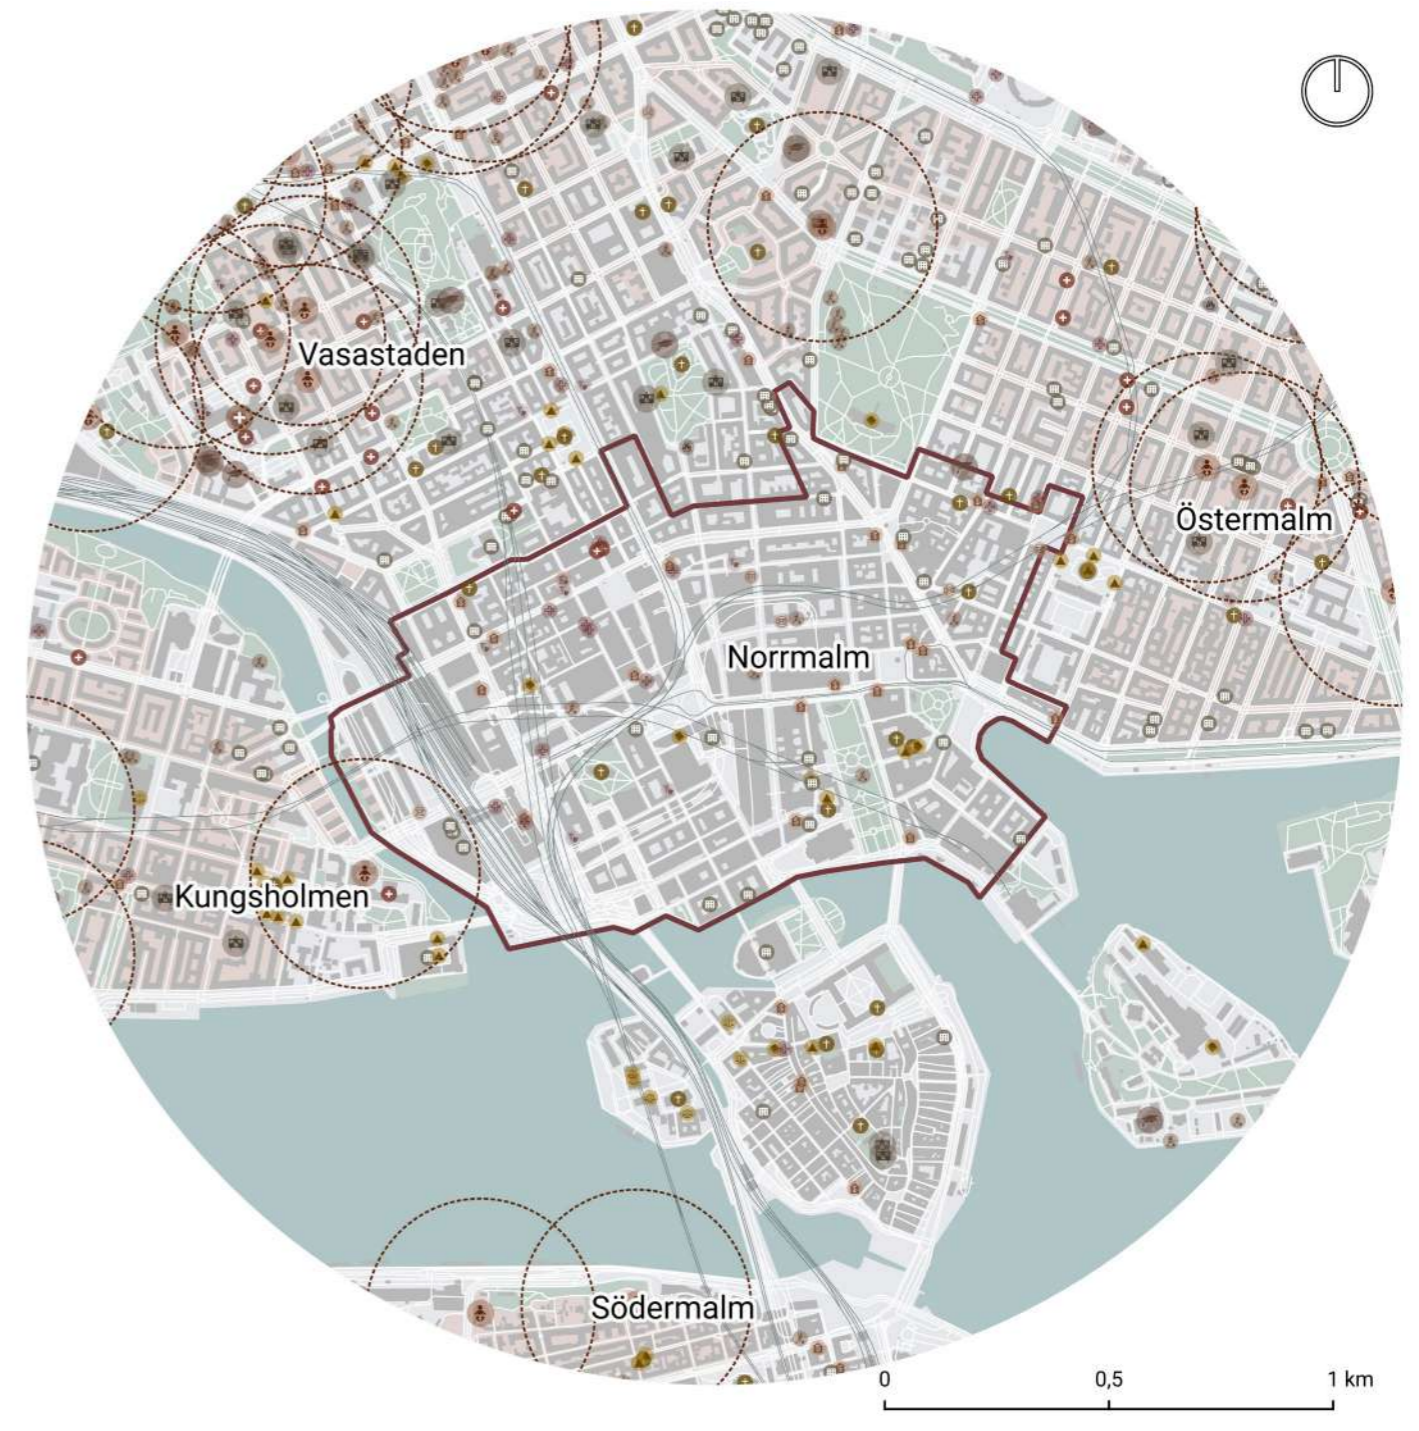 Vasastaden
Östermalm
Norrmalm
Kungsholmen
Södermalm
0 0,5 1 km